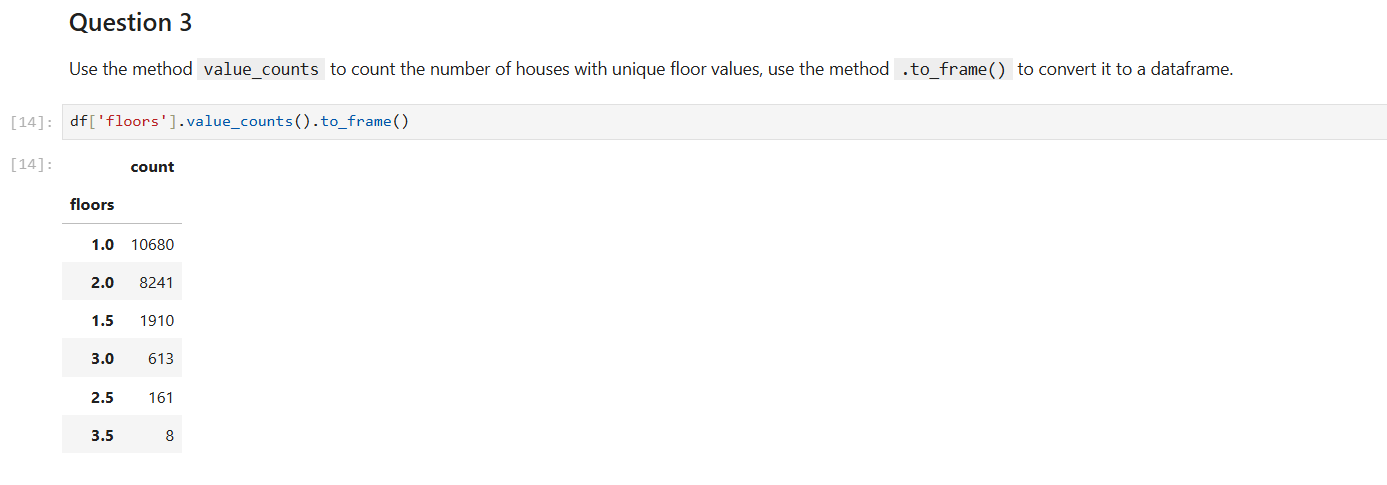 Question 3
Use the method value_counts to count the number of houses with unique floor values, use the method .to_frame() to convert it to a dataframe.
[14]: df['floors'].value_counts().to_frame()
[14]:
count
floors
1.0 10680
2.0 8241
1.5 1910
3.0 613
2.5 161
3.5 8